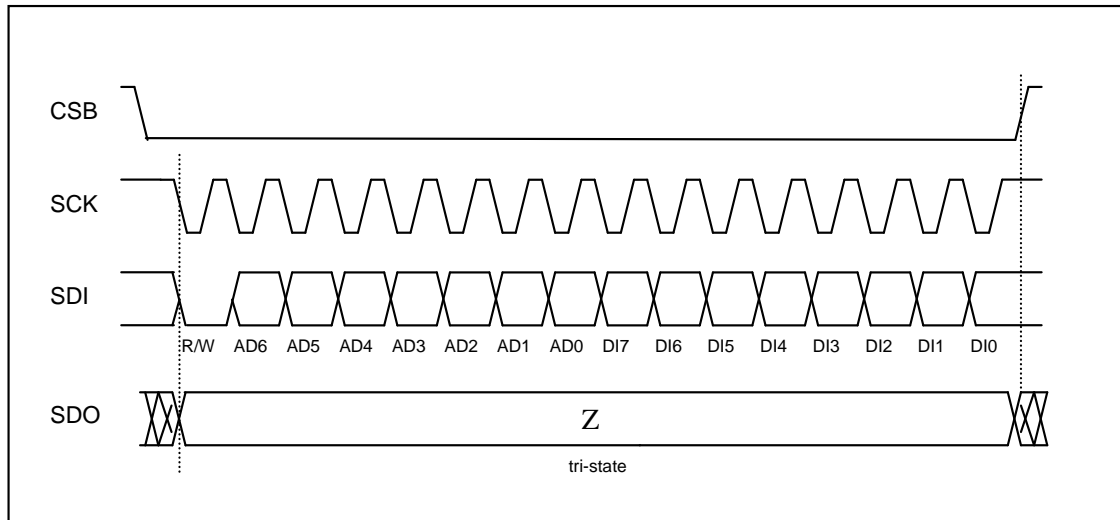 CSB
SCK
SDI
R/W AD6 AD5 AD4 AD3 AD2 AD1 AD0 DI7 DI6 DI5 DI4 DI3 DI2 DI1 DI0
SDO
Z
tri-state